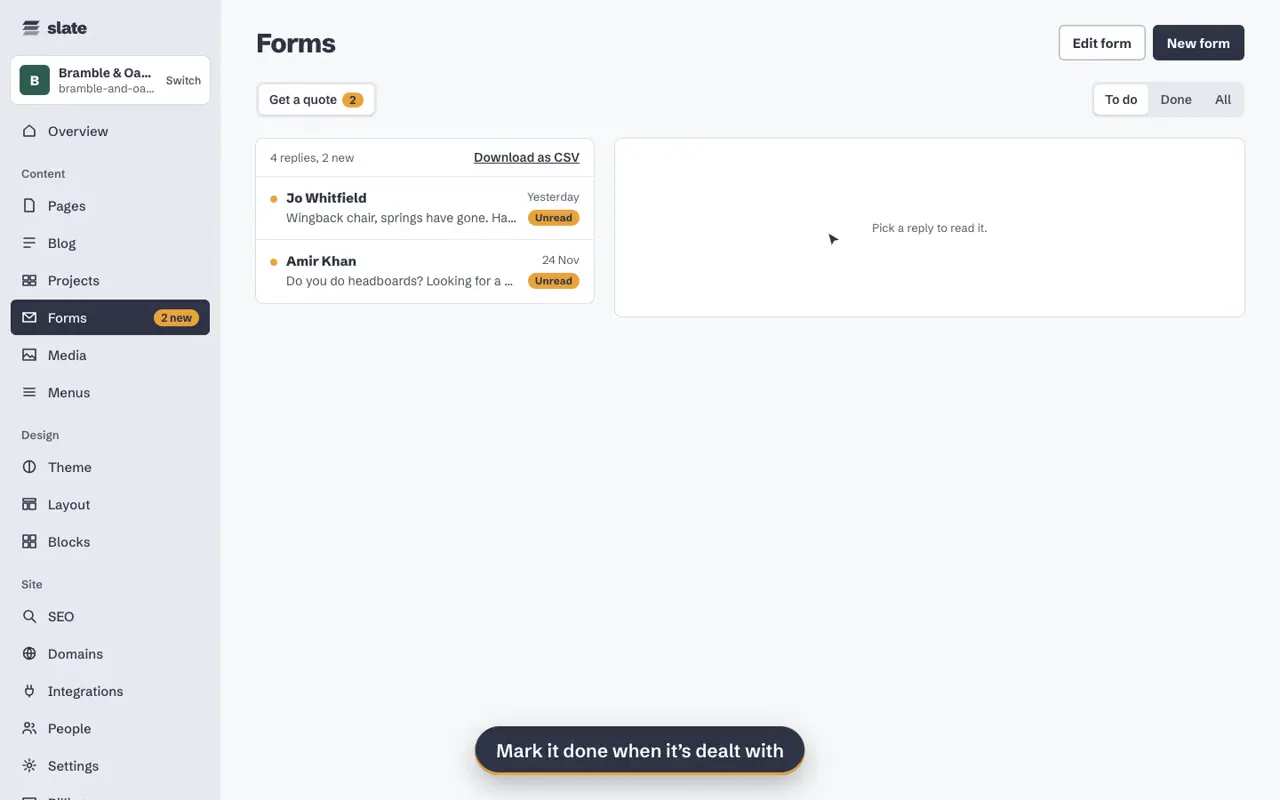 slate
B
Bramble & Oa...
bramble-and-oa...
Switch
Overview
Content
Pages
Blog
Projects
Forms
2 new
Media
Menus
Design
Theme
Layout
Blocks
Site
SEO
Domains
Integrations
People
Settings
Forms
Edit form
New form
Get a quote 2
To do
Done
All
4 replies, 2 new
Download as CSV
Jo Whitfield
Yesterday
Wingback chair, springs have gone. Ha...
Unread
Amir Khan
24 Nov
Do you do headboards? Looking for a ...
Unread
Pick a reply to read it.
Mark it done when it’s dealt with